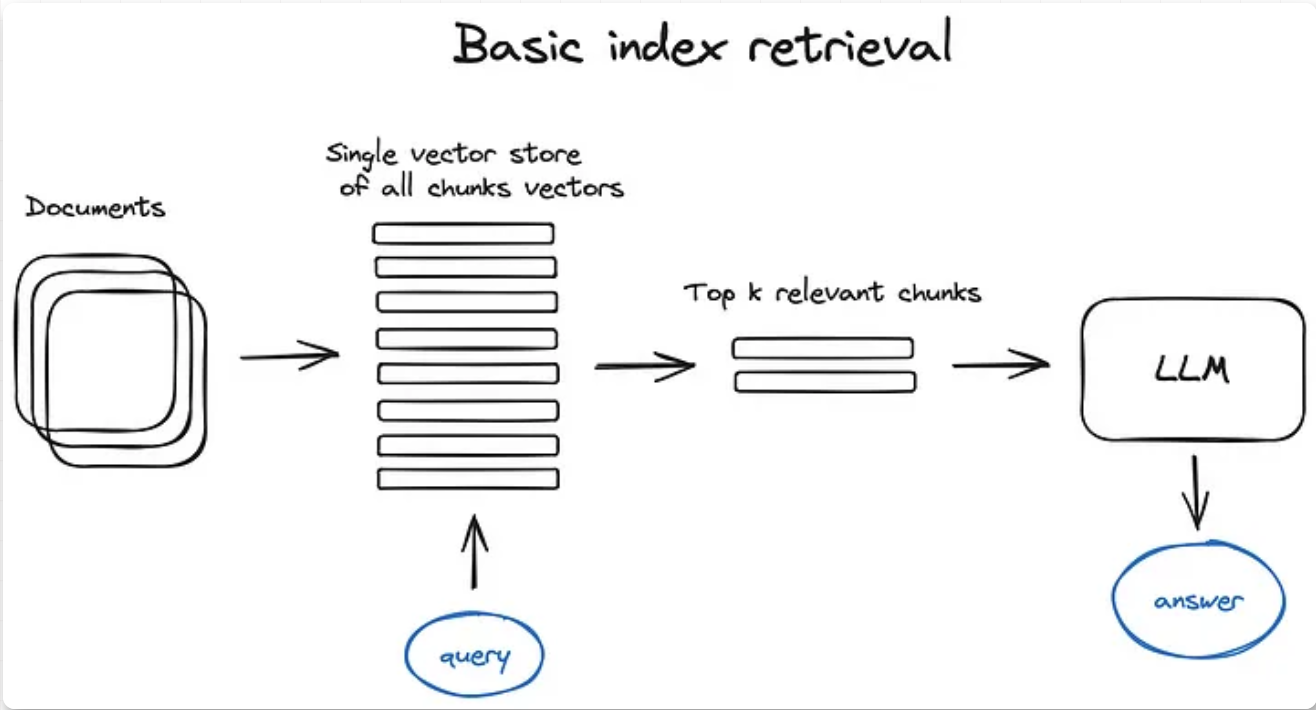 Basic index retrieval
Single vector store
of all chunks vectors
Documents
Top k relevant chunks
LLM
answer
query